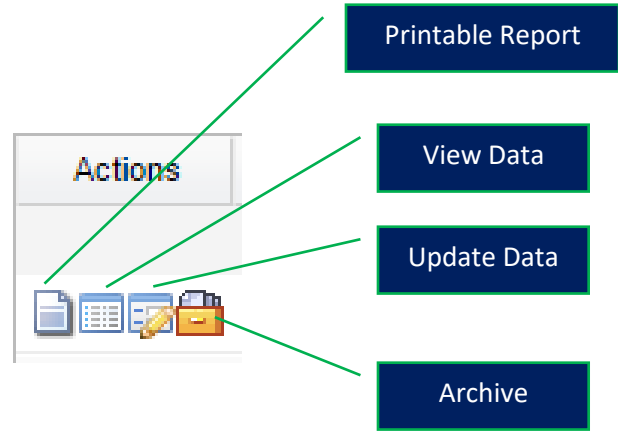 Printable Report
View Data
Actions
Update Data
Archive